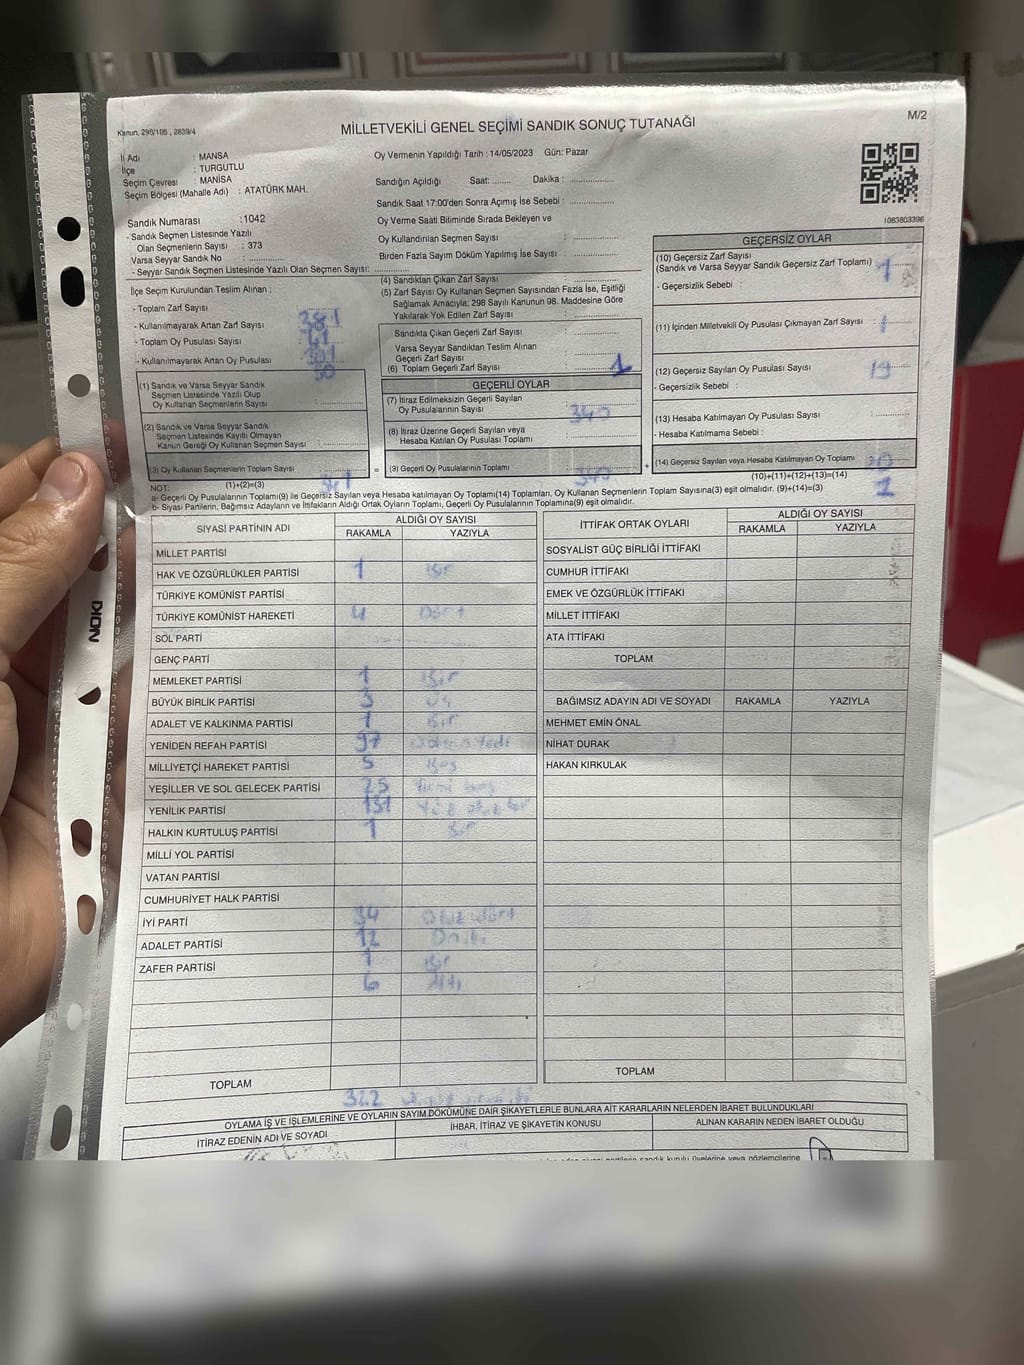 Kanun, 298/105 , 2839/4
MİLLETVEKİLİ GENEL SEÇİMİ SANDIK SONUÇ TUTANAĞI
M/2
İl Adı : MANSA
İlçe : TURGUTLU
Seçim Çevresi : MANİSA
Seçim Bölgesi (Mahalle Adı) : ATATÜRK MAH.
Sandık Numarası :1042
- Sandık Seçmen Listesinde Yazılı
Olan Seçmenlerin Sayısı : 373
Varsa Seyyar Sandık No :
- Seyyar Sandık Seçmen Listesinde Yazılı Olan Seçmen Sayısı:
Oy Vermenin Yapıldığı Tarih : 14/05/2023 Gün: Pazar
Sandığın Açıldığı Saat: ........ Dakika : ................
Sandık Saat 17:00'den Sonra Açımış İse Sebebi : ................
Oy Verme Saati Bitiminde Sırada Bekleyen ve
Oy Kullandırılan Seçmen Sayısı : ................
Birden Fazla Sayım Döküm Yapılmış İse Sayısı : ................
1083803396
İlçe Seçim Kurulundan Teslim Alınan ;
- Toplam Zarf Sayısı
- Kullanılmayarak Artan Zarf Sayısı 381
- Toplam Oy Pusulası Sayısı 41
- Kullanılmayarak Artan Oy Pusulası
(1) Sandık ve Varsa Seyyar Sandık
Seçmen Listesinde Yazılı Olup
Oy Kullanan Seçmenlerin Sayısı :
(2) Sandık ve Varsa Seyyar Sandık
Seçmen Listesinde Kayıtlı Olmayan
Kanun Gereği Oy Kullanan Seçmen Sayısı :
(3) Oy Kullanan Seçmenlerin Toplam Sayısı :
(1)+(2)=(3)
(4) Sandıktan Çıkan Zarf Sayısı :
(5) Zarf Sayısı Oy Kullanan Seçmen Sayısından Fazla İse, Eşitliği
Sağlamak Amacıyla; 298 Sayılı Kanunun 98. Maddesine Göre
Yakılarak Yok Edilen Zarf Sayısı :
Sandıkta Çıkan Geçerli Zarf Sayısı :
Varsa Seyyar Sandıktan Teslim Alınan
Geçerli Zarf Sayısı :
(6) Toplam Geçerli Zarf Sayısı : 1
GEÇERLİ OYLAR
(7) İtiraz Edilmeksizin Geçerli Sayılan
Oy Pusulalarının Sayısı : 340
(8) İtiraz Üzerine Geçerli Sayılan veya
Hesaba Katılan Oy Pusulası Toplamı :
(9) Geçerli Oy Pusulalarının Toplamı : 340
GEÇERSİZ OYLAR
(10) Geçersiz Zarf Sayısı
(Sandık ve Varsa Seyyar Sandık Geçersiz Zarf Toplamı) : 1
- Geçersizlik Sebebi :
(11) İçinden Milletvekili Oy Pusulası Çıkmayan Zarf Sayısı : 1
(12) Geçersiz Sayılan Oy Pusulası Sayısı : 19
- Geçersizlik Sebebi :
(13) Hesaba Katılmayan Oy Pusulası Sayısı :
- Hesaba Katılmama Sebebi :
(14) Geçersiz Sayılan veya Hesaba Katılmayan Oy Toplamı
(10)+(11)+(12)+(13)=(14)
1
NOT:
a- Geçerli Oy Pusulalarının Toplamı(9) ile Geçersiz Sayılan veya Hesaba katılmayan Oy Toplamı(14) Toplamları, Oy Kullanan Seçmenlerin Toplam Sayısına(3) eşit olmalıdır. (9)+(14)=(3)
b- Siyasi Partilerin, Bağımsız Adayların ve İttifakların Aldığı Ortak Oyların Toplamı, Geçerli Oy Pusulalarının Toplamına(9) eşit olmalıdır.
SİYASİ PARTİNİN ADI ALDIĞI OY SAYISI
RAKAMLA YAZIYLA
MİLLET PARTİSİ
HAK VE ÖZGÜRLÜKLER PARTİSİ 1 Bir
TÜRKİYE KOMÜNİST PARTİSİ
TÜRKİYE KOMÜNİST HAREKETİ 4 Dört
SOL PARTİ
GENÇ PARTİ
MEMLEKET PARTİSİ 1 Bir
BÜYÜK BİRLİK PARTİSİ 3 Üç
ADALET VE KALKINMA PARTİSİ 1 Bir
YENİDEN REFAH PARTİSİ 97 Doksan Yedi
MİLLİYETÇİ HAREKET PARTİSİ 5 Beş
YEŞİLLER VE SOL GELECEK PARTİSİ 25 Yirmi beş
YENİLİK PARTİSİ 131 Yüz otuz bir
HALKIN KURTULUŞ PARTİSİ 1 Bir
MİLLİ YOL PARTİSİ
VATAN PARTİSİ
CUMHURİYET HALK PARTİSİ
İYİ PARTİ 34 Otuz dört
ADALET PARTİSİ 12 On iki
ZAFER PARTİSİ 1 Bir
6 Altı
TOPLAM
322
İTTİFAK ORTAK OYLARI ALDIĞI OY SAYISI
RAKAMLA YAZIYLA
SOSYALİST GÜÇ BİRLİĞİ İTTİFAKI
CUMHUR İTTİFAKI
EMEK VE ÖZGÜRLÜK İTTİFAKI
MİLLET İTTİFAKI
ATA İTTİFAKI
TOPLAM
BAĞIMSIZ ADAYIN ADI VE SOYADI RAKAMLA YAZIYLA
MEHMET EMİN ÖNAL
NİHAT DURAK
HAKAN KIRKULAK
TOPLAM
OYLAMA İŞ VE İŞLEMLERİNE VE OYLARIN SAYIM DÖKÜMÜNE DAİR ŞİKAYETLERLE BUNLARA AİT KARARLARIN NELERDEN İBARET BULUNDUKLARI
İTİRAZ EDENİN ADI VE SOYADI İHBAR, İTİRAZ VE ŞİKAYETİN KONUSU ALINAN KARARIN NEDEN İBARET OLDUĞU